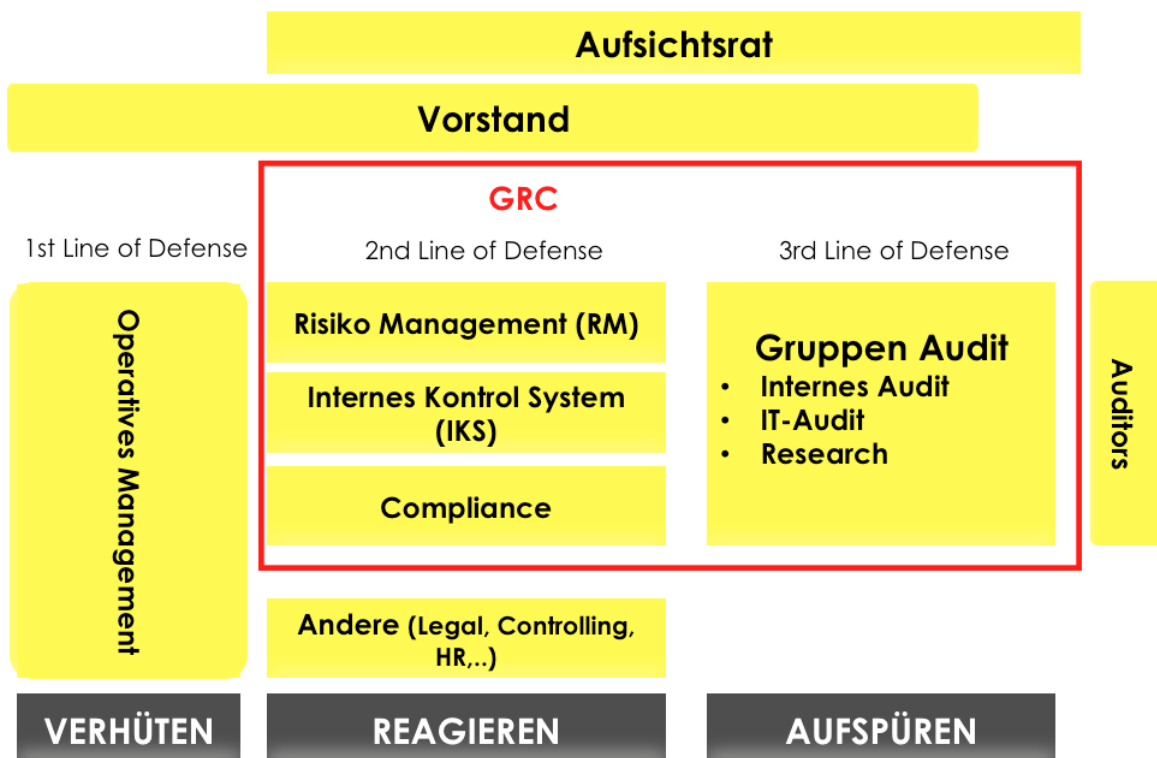 Aufsichtsrat
Vorstand
GRC
1st Line of Defense
2nd Line of Defense
3rd Line of Defense
Operatives Management
Risiko Management (RM)
Internes Kontrol System
(IKS)
Compliance
Gruppen Audit
• Internes Audit
• IT-Audit
• Research
Auditors
Andere (Legal, Controlling,
HR,..)
VERHÜTEN
REAGIEREN
AUFSPÜREN